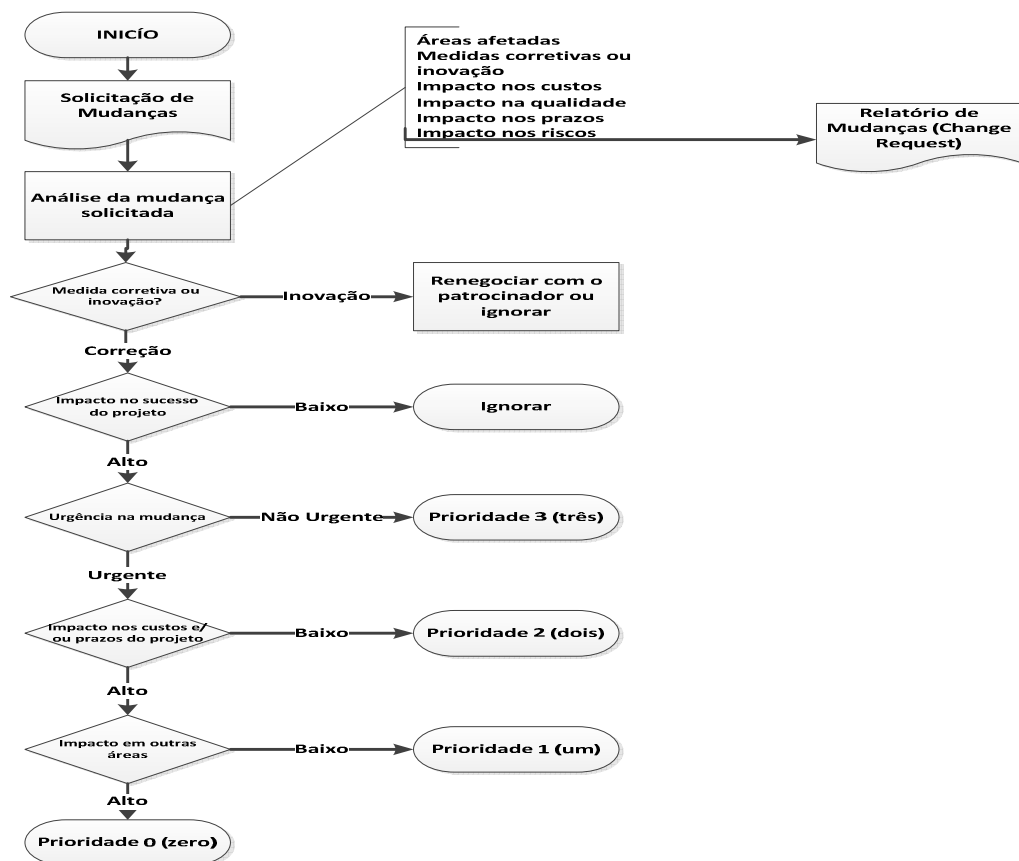 INICÍO
Solicitação de
Mudanças
Análise da mudança
solicitada
Áreas afetadas
Medidas corretivas ou
inovação
Impacto nos custos
Impacto na qualidade
Impacto nos prazos
Impacto nos riscos
Relatório de
Mudanças (Change
Request)
Medida corretiva ou
inovação?
Inovação
Renegociar com o
patrocinador ou
ignorar
Correção
Impacto no sucesso
do projeto
Baixo
Ignorar
Alto
Urgência na mudança
Não Urgente
Prioridade 3 (três)
Urgente
Impacto nos custos e/
ou prazos do projeto
Baixo
Prioridade 2 (dois)
Alto
Impacto em outras
áreas
Baixo
Prioridade 1 (um)
Alto
Prioridade 0 (zero)